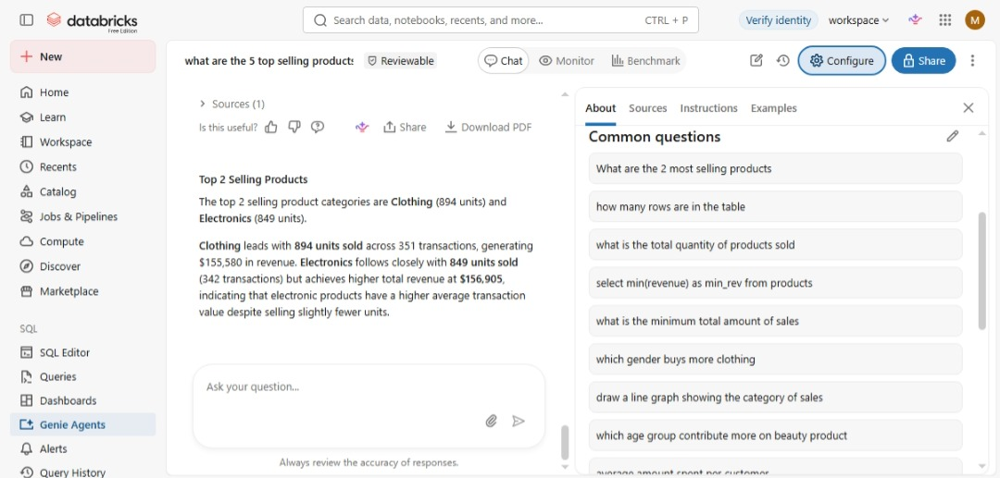 databricks
Free Edition
Search data, notebooks, recents, and more...
CTRL + P
Verify identity
workspace
M
New
Home
Learn
Workspace
Recents
Catalog
Jobs & Pipelines
Compute
Discover
Marketplace
SQL
SQL Editor
Queries
Dashboards
Genie Agents
Alerts
Query History
what are the 5 top selling products
Reviewable
Chat
Monitor
Benchmark
Configure
Share
Sources (1)
Is this useful?
Share
Download PDF
Top 2 Selling Products
The top 2 selling product categories are Clothing (894 units) and
Electronics (849 units).
Clothing leads with 894 units sold across 351 transactions, generating
$155,580 in revenue. Electronics follows closely with 849 units sold
(342 transactions) but achieves higher total revenue at $156,905,
indicating that electronic products have a higher average transaction
value despite selling slightly fewer units.
Ask your question...
Always review the accuracy of responses.
About
Sources
Instructions
Examples
Common questions
What are the 2 most selling products
how many rows are in the table
what is the total quantity of products sold
select min(revenue) as min_rev from products
what is the minimum total amount of sales
which gender buys more clothing
draw a line graph showing the category of sales
which age group contribute more on beauty product
average amount spent per customer